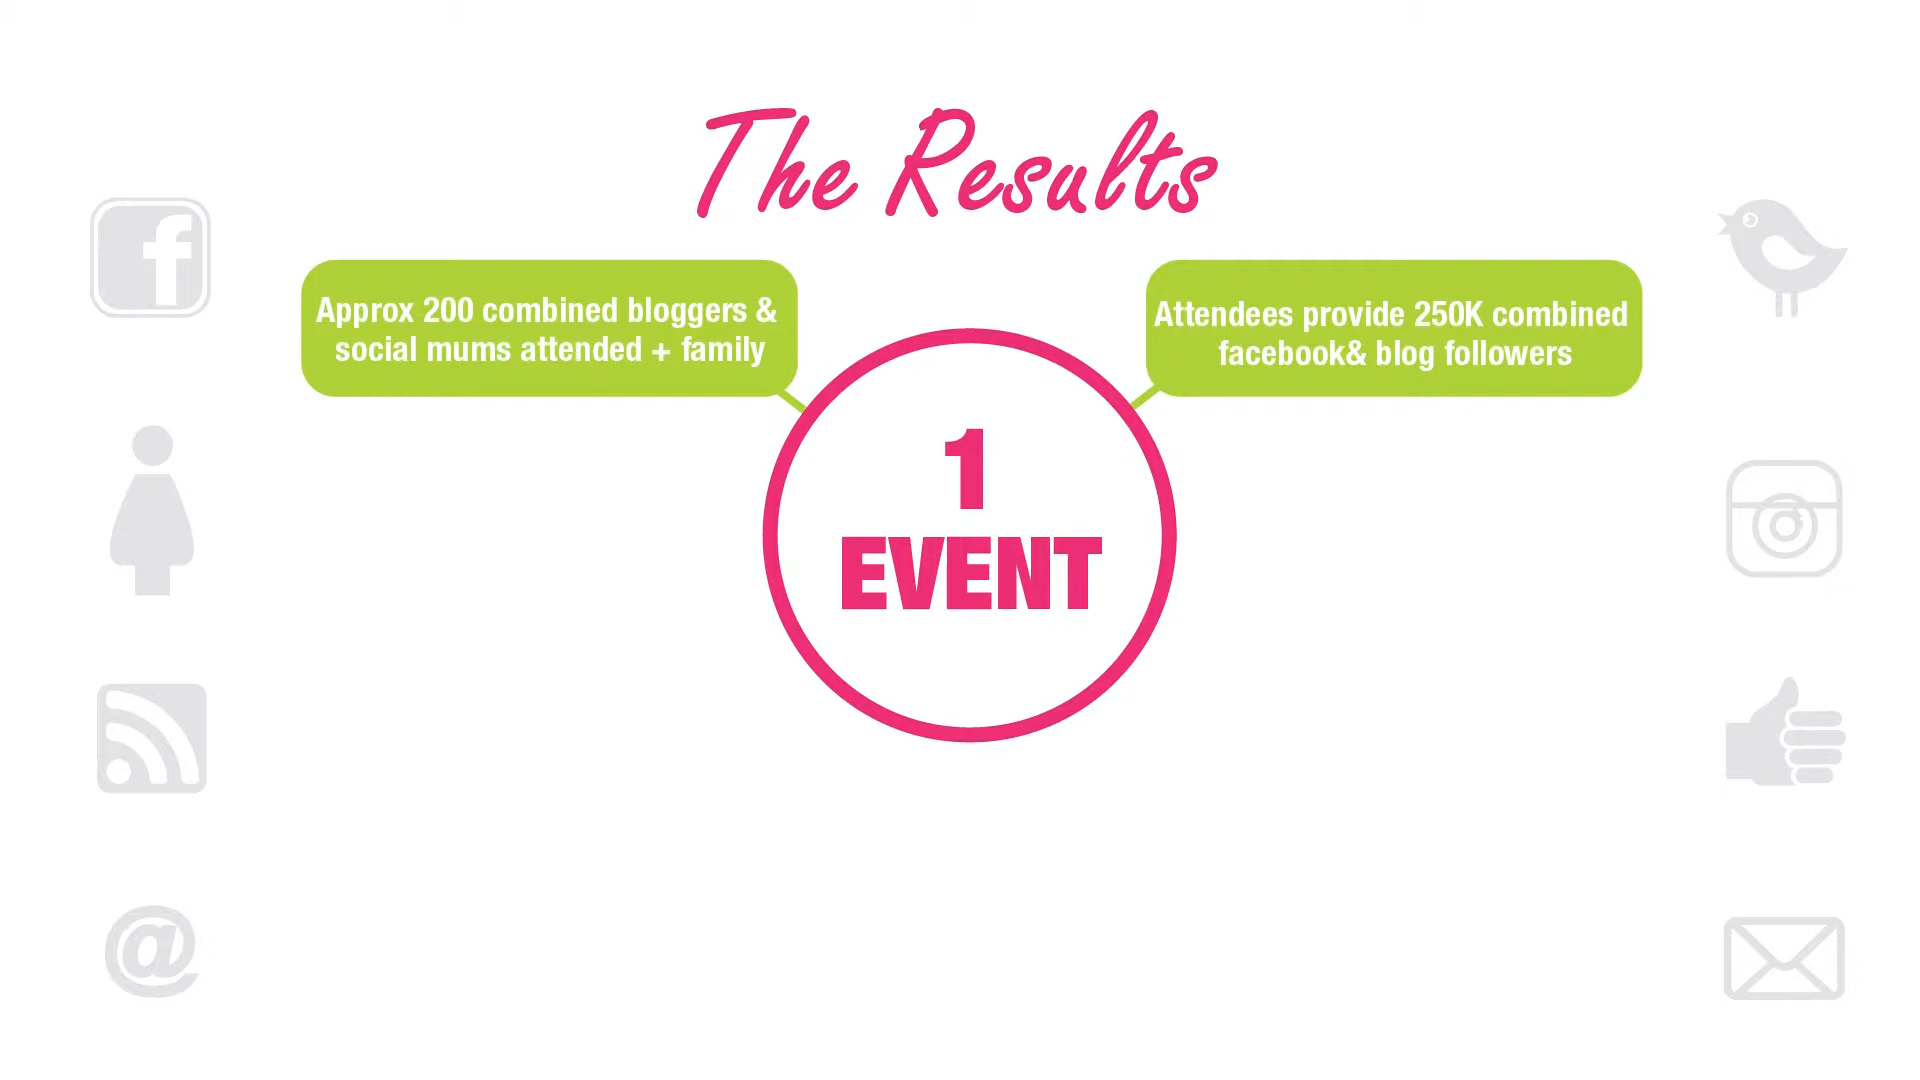 The Results
Approx 200 combined bloggers &
social mums attended + family
Attendees provide 250K combined
facebook& blog followers
1
EVENT
f
@